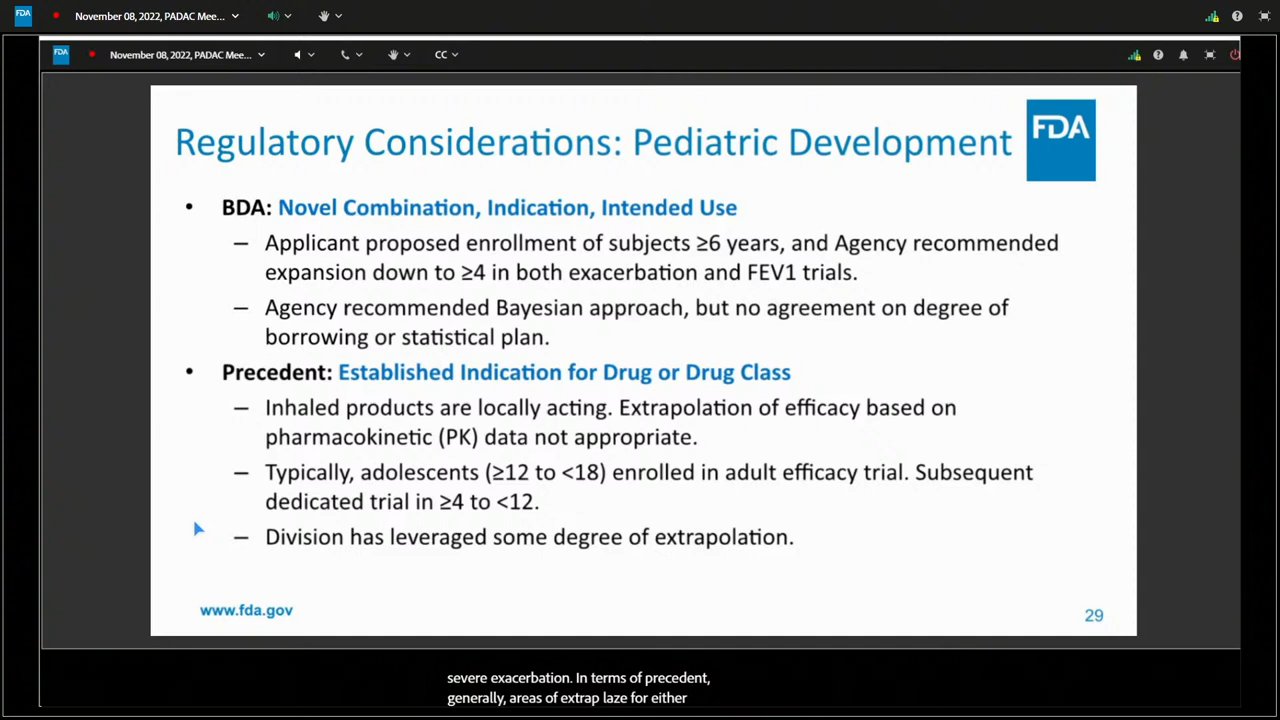 FDA
November 08, 2022, PADAC Mee...
FDA
November 08, 2022, PADAC Mee...
CC
Regulatory Considerations: Pediatric Development
FDA
• BDA: Novel Combination, Indication, Intended Use
– Applicant proposed enrollment of subjects ≥6 years, and Agency recommended
expansion down to ≥4 in both exacerbation and FEV1 trials.
– Agency recommended Bayesian approach, but no agreement on degree of
borrowing or statistical plan.
• Precedent: Established Indication for Drug or Drug Class
– Inhaled products are locally acting. Extrapolation of efficacy based on
pharmacokinetic (PK) data not appropriate.
– Typically, adolescents (≥12 to <18) enrolled in adult efficacy trial. Subsequent
dedicated trial in ≥4 to <12.
– Division has leveraged some degree of extrapolation.
www.fda.gov
29
severe exacerbation. In terms of precedent,
generally, areas of extrap laze for either